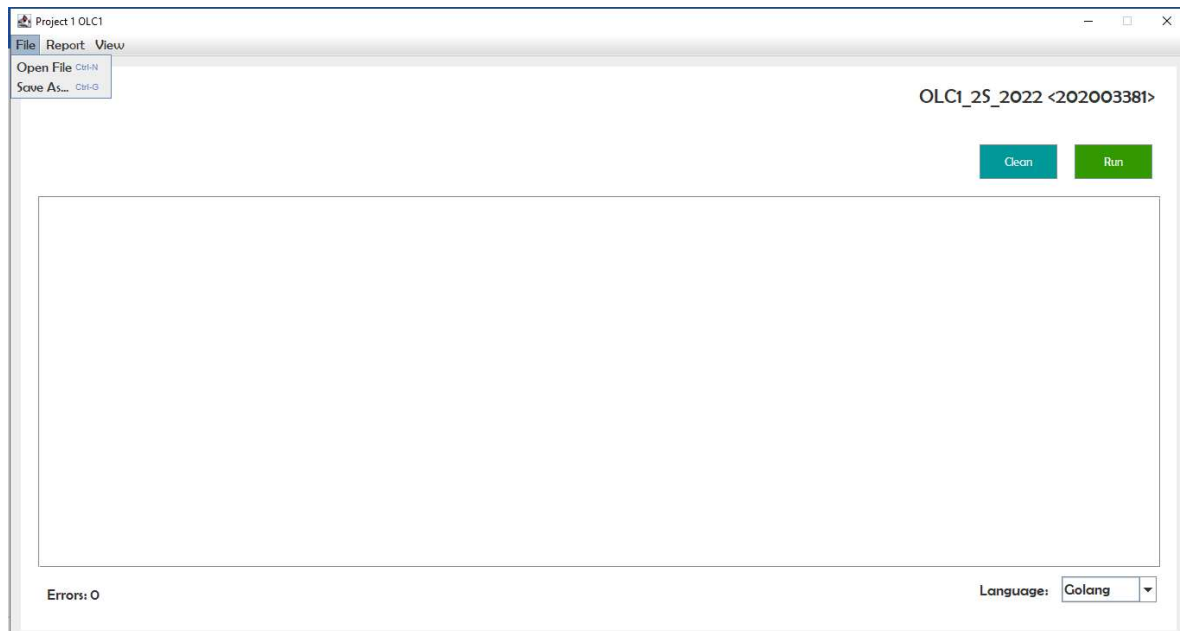 Project 1 OLC1
File Report View
Open File Ctrl-N
Save As... Ctrl-G
OLC1_2S_2022 <202003381>
Clean Run
Errors: 0
Language: Golang